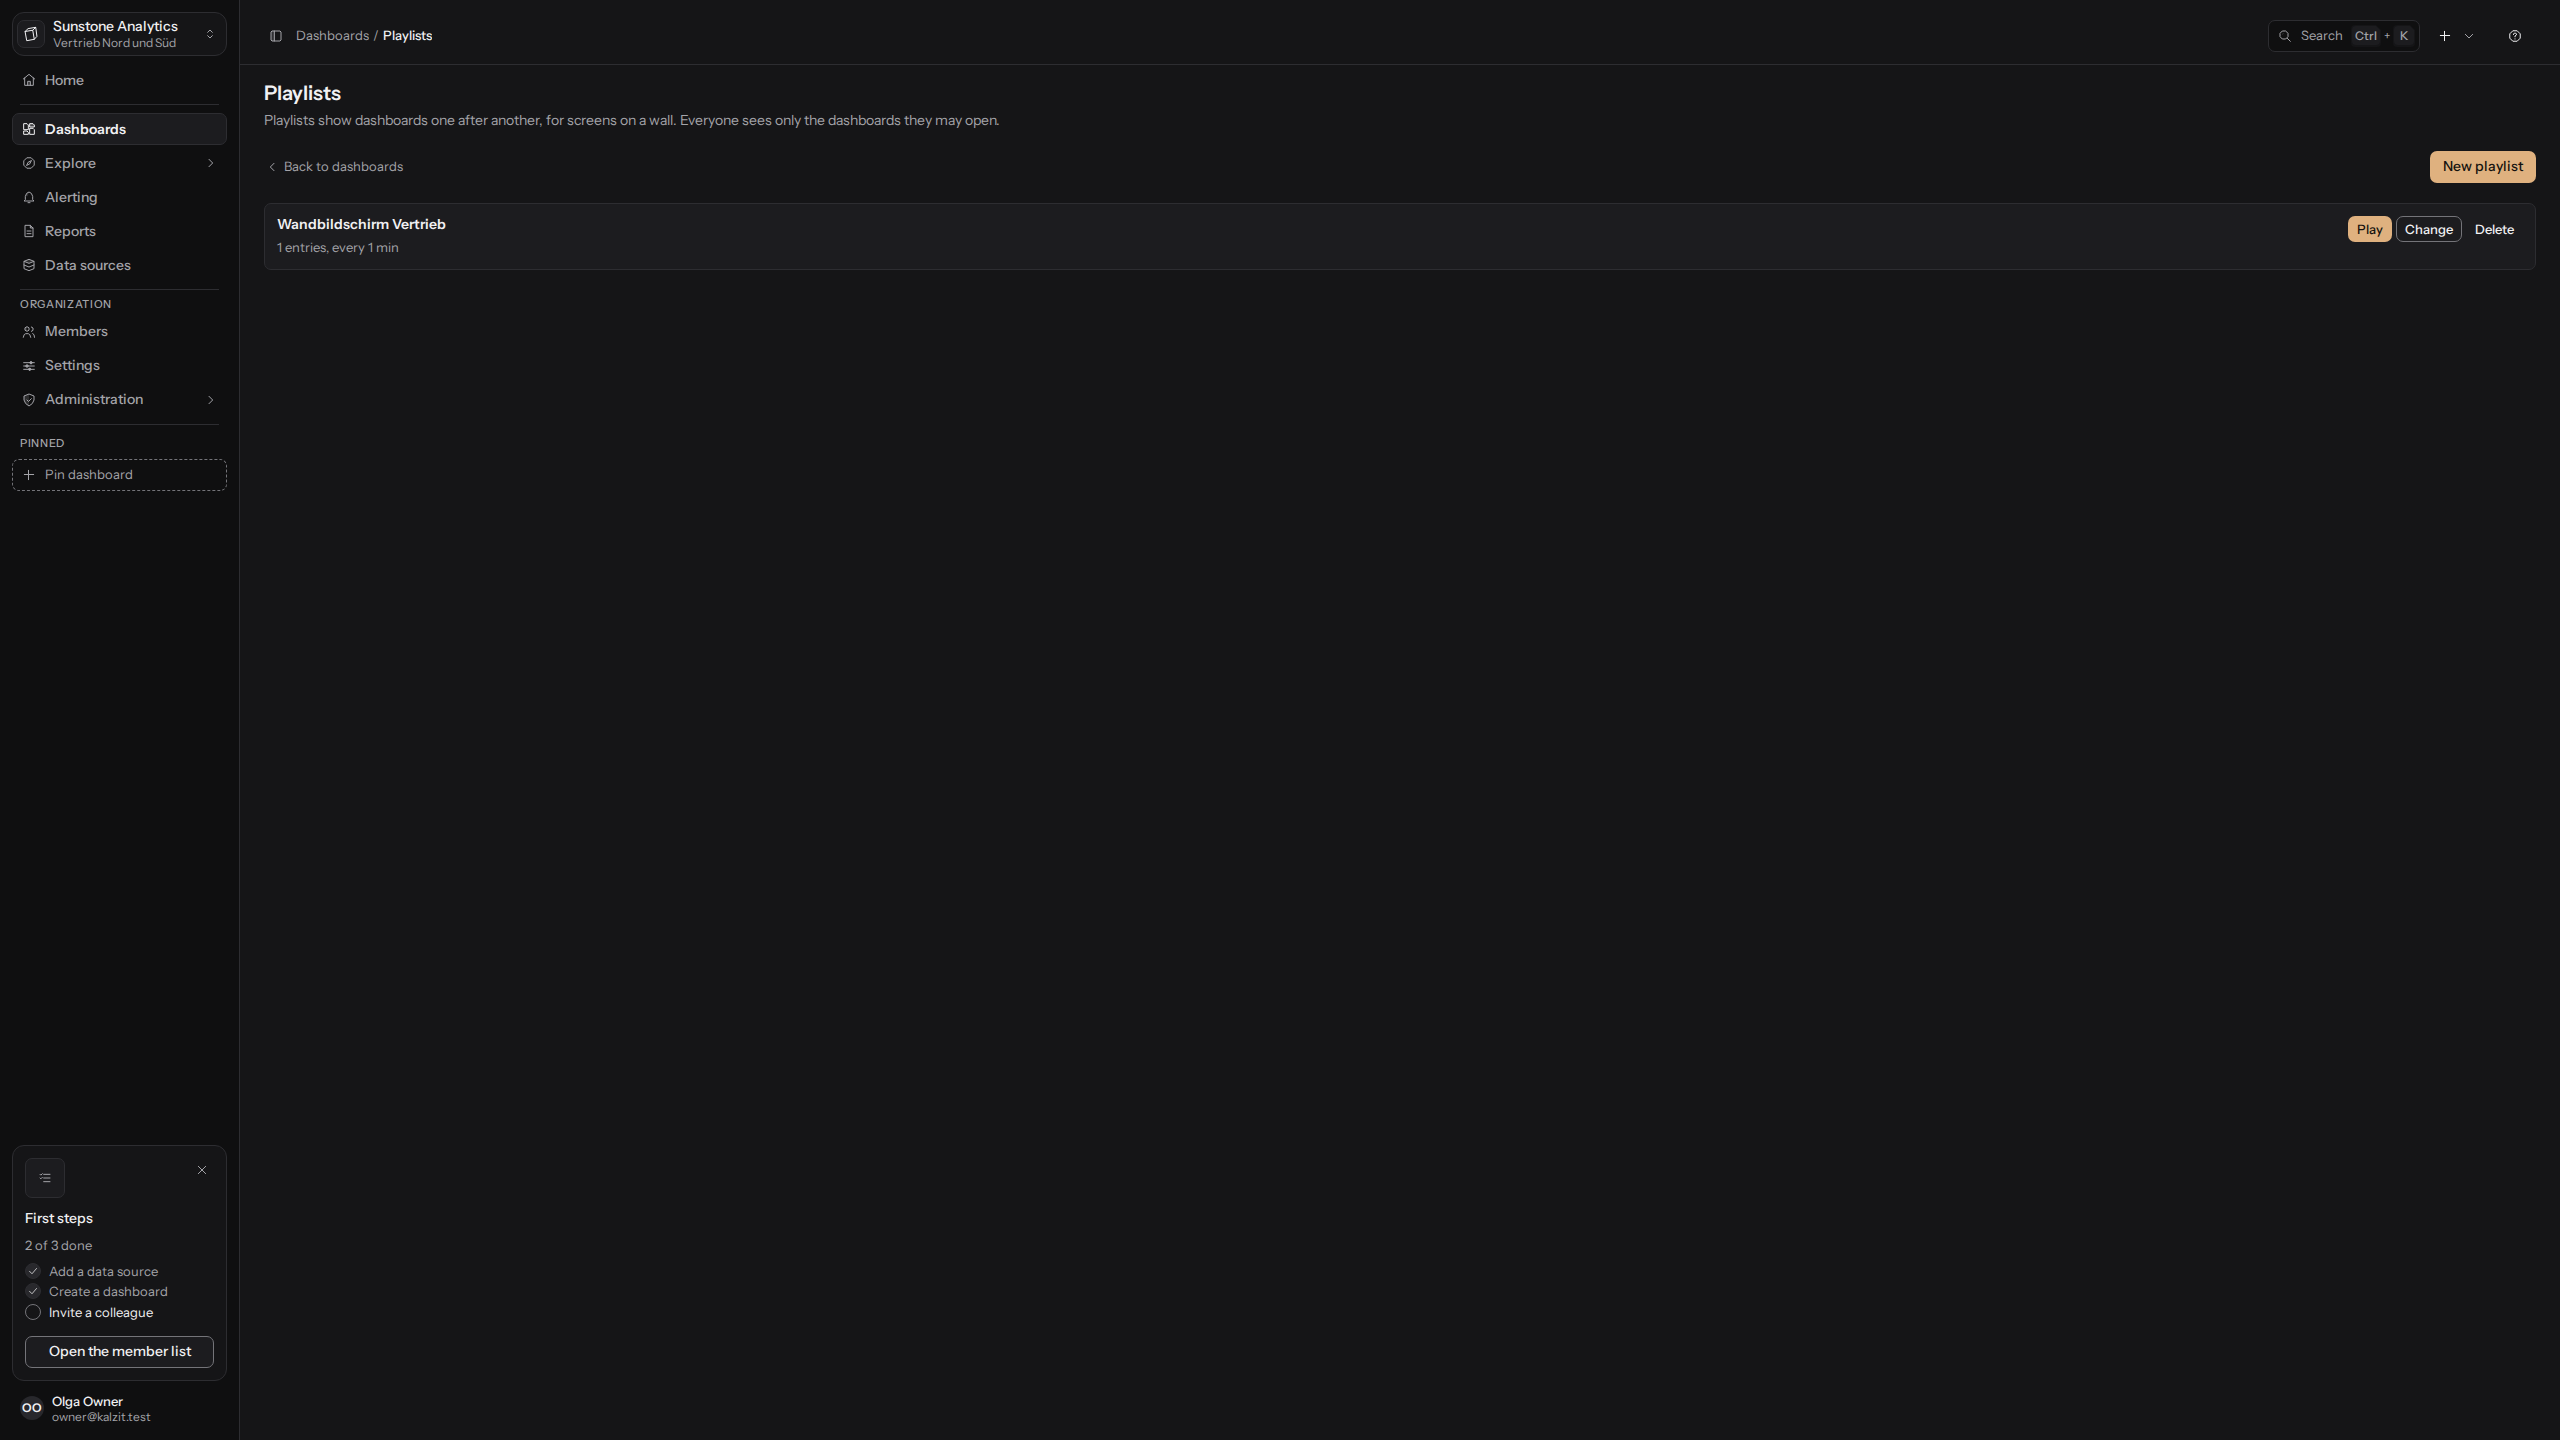 Sunstone Analytics
Vertrieb Nord und Süd
Home
Dashboards
Explore
Alerting
Reports
Data sources
ORGANIZATION
Members
Settings
Administration
PINNED
Pin dashboard
First steps
2 of 3 done
Add a data source
Create a dashboard
Invite a colleague
Open the member list
OO
Olga Owner
owner@kalzit.test
Dashboards / Playlists
Search Ctrl + K
Playlists
Playlists show dashboards one after another, for screens on a wall. Everyone sees only the dashboards they may open.
Back to dashboards
New playlist
Wandbildschirm Vertrieb
1 entries, every 1 min
Play Change Delete